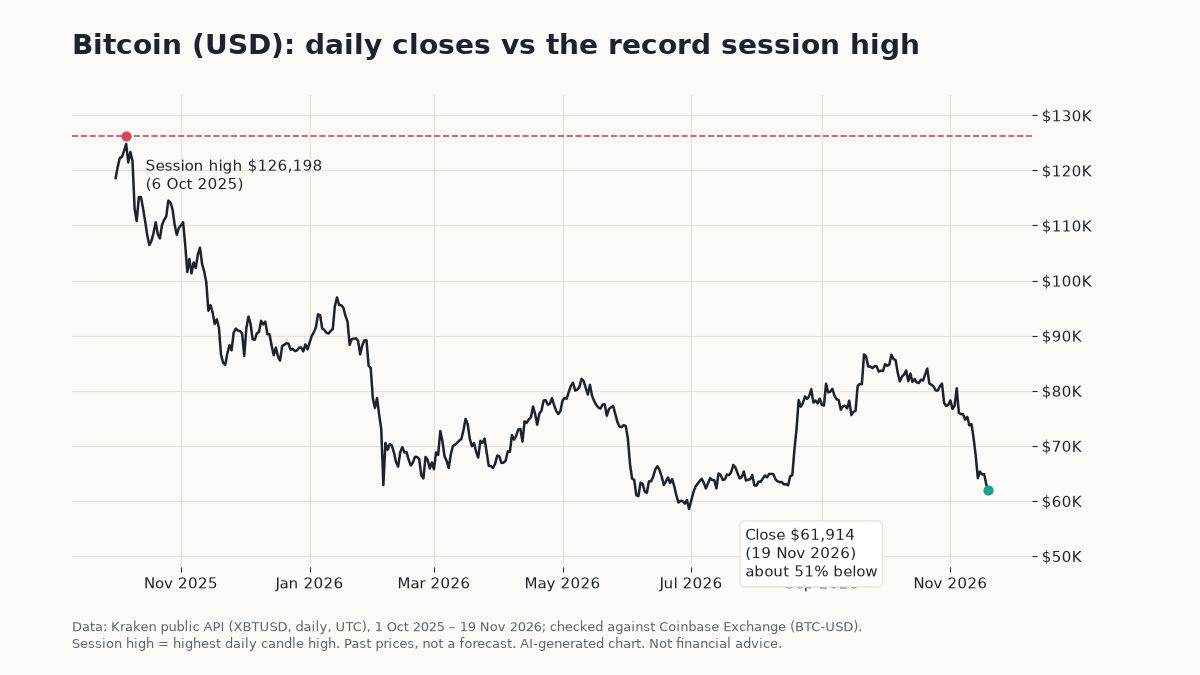 Bitcoin (USD): daily closes vs the record session high
$130K
$120K
$110K
$100K
$90K
$80K
$70K
$60K
$50K
Session high $126,198
(6 Oct 2025)
Close $61,914
(19 Nov 2026)
about 51% below
Nov 2025
Jan 2026
Mar 2026
May 2026
Jul 2026
Sep 2026
Nov 2026
Data: Kraken public API (XBTUSD, daily, UTC), 1 Oct 2025 – 19 Nov 2026; checked against Coinbase Exchange (BTC-USD).
Session high = highest daily candle high. Past prices, not a forecast. AI-generated chart. Not financial advice.